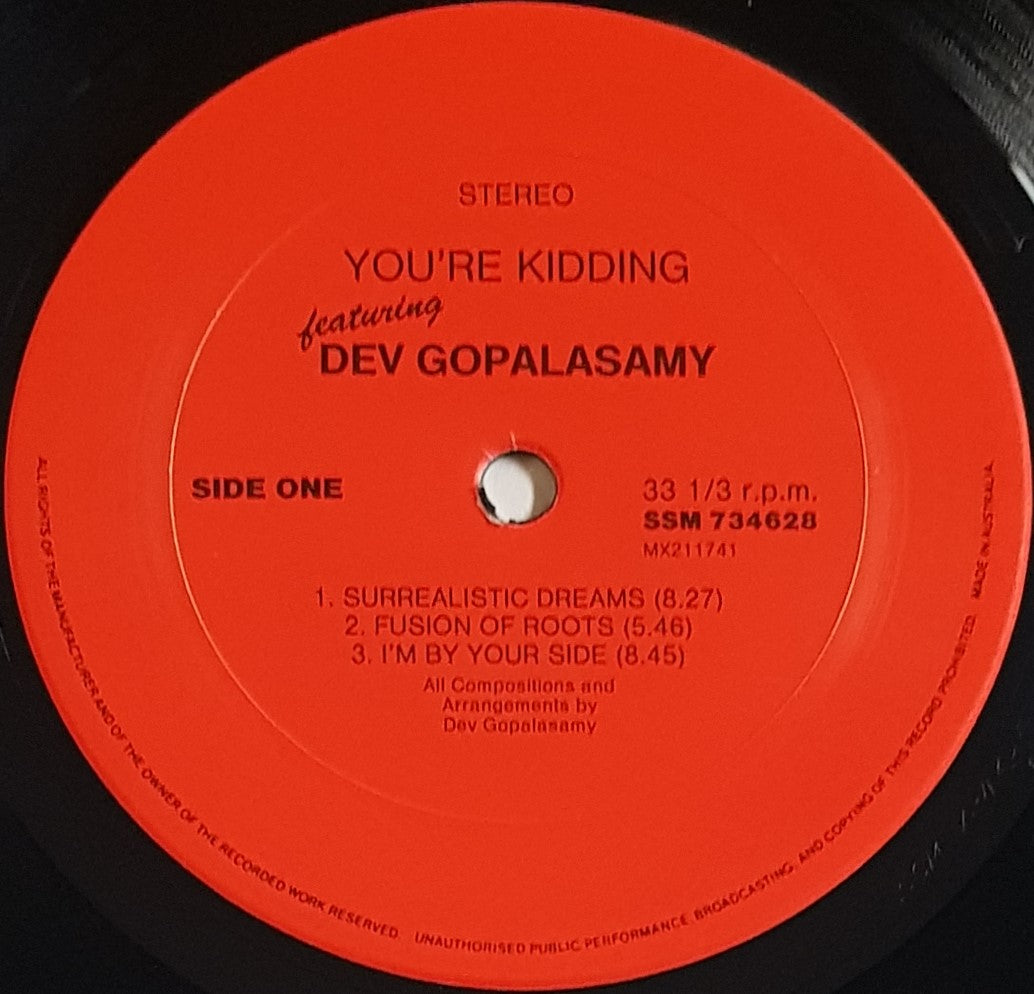 STEREO
YOU'RE KIDDING
featuring
DEV GOPALASAMY
SIDE ONE
33 1/3 r.p.m.
SSM 734628
MX211741
1. SURREALISTIC DREAMS (8.27)
2. FUSION OF ROOTS (5.46)
3. I'M BY YOUR SIDE (8.45)
All Compositions and
Arrangements by
Dev Gopalasamy
ALL RIGHTS OF THE MANUFACTURER AND OF THE OWNER OF THE RECORDED WORK RESERVED. UNAUTHORISED PUBLIC PERFORMANCE, BROADCASTING, AND COPYING OF THIS RECORD PROHIBITED. MADE IN AUSTRALIA.